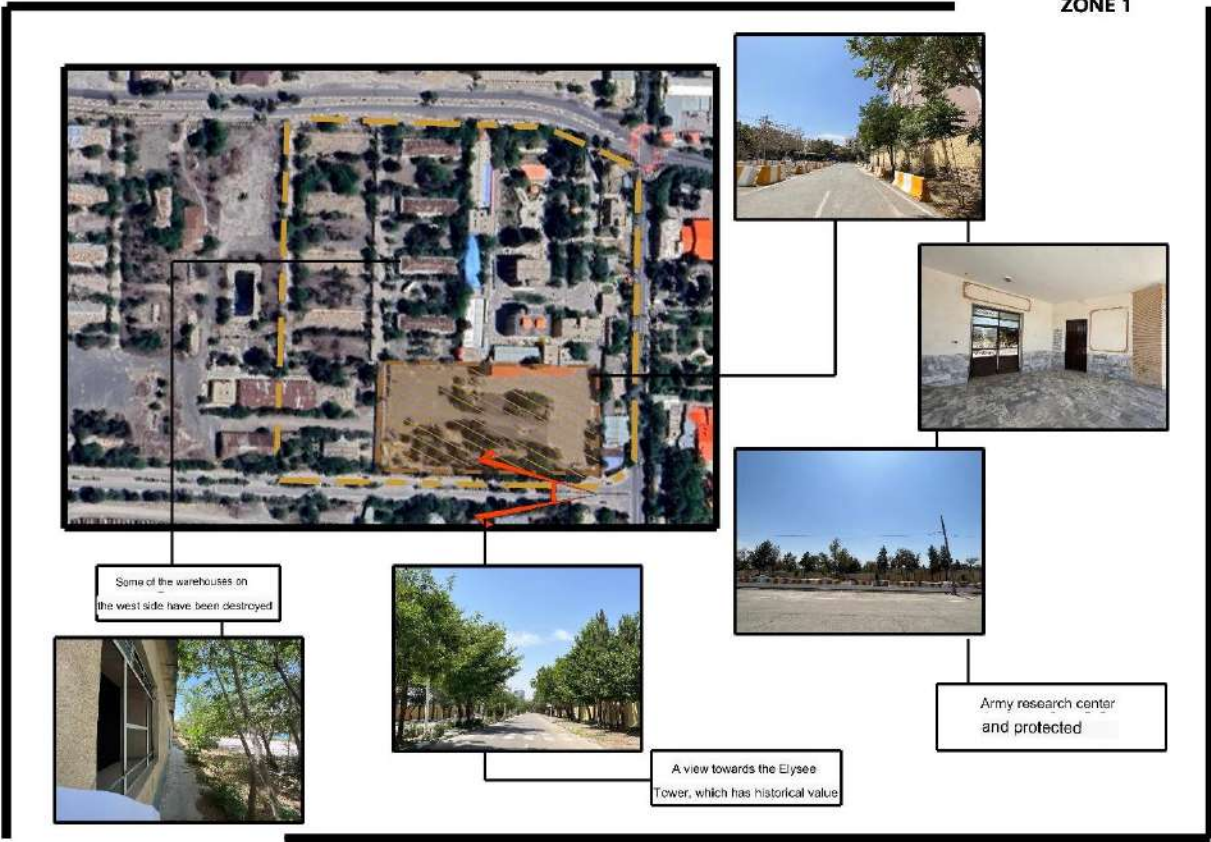 ZONE 1
Some of the warehouses on
the west side have been destroyed
Army research center
and protected
A view towards the Elysee
Tower, which has historical value